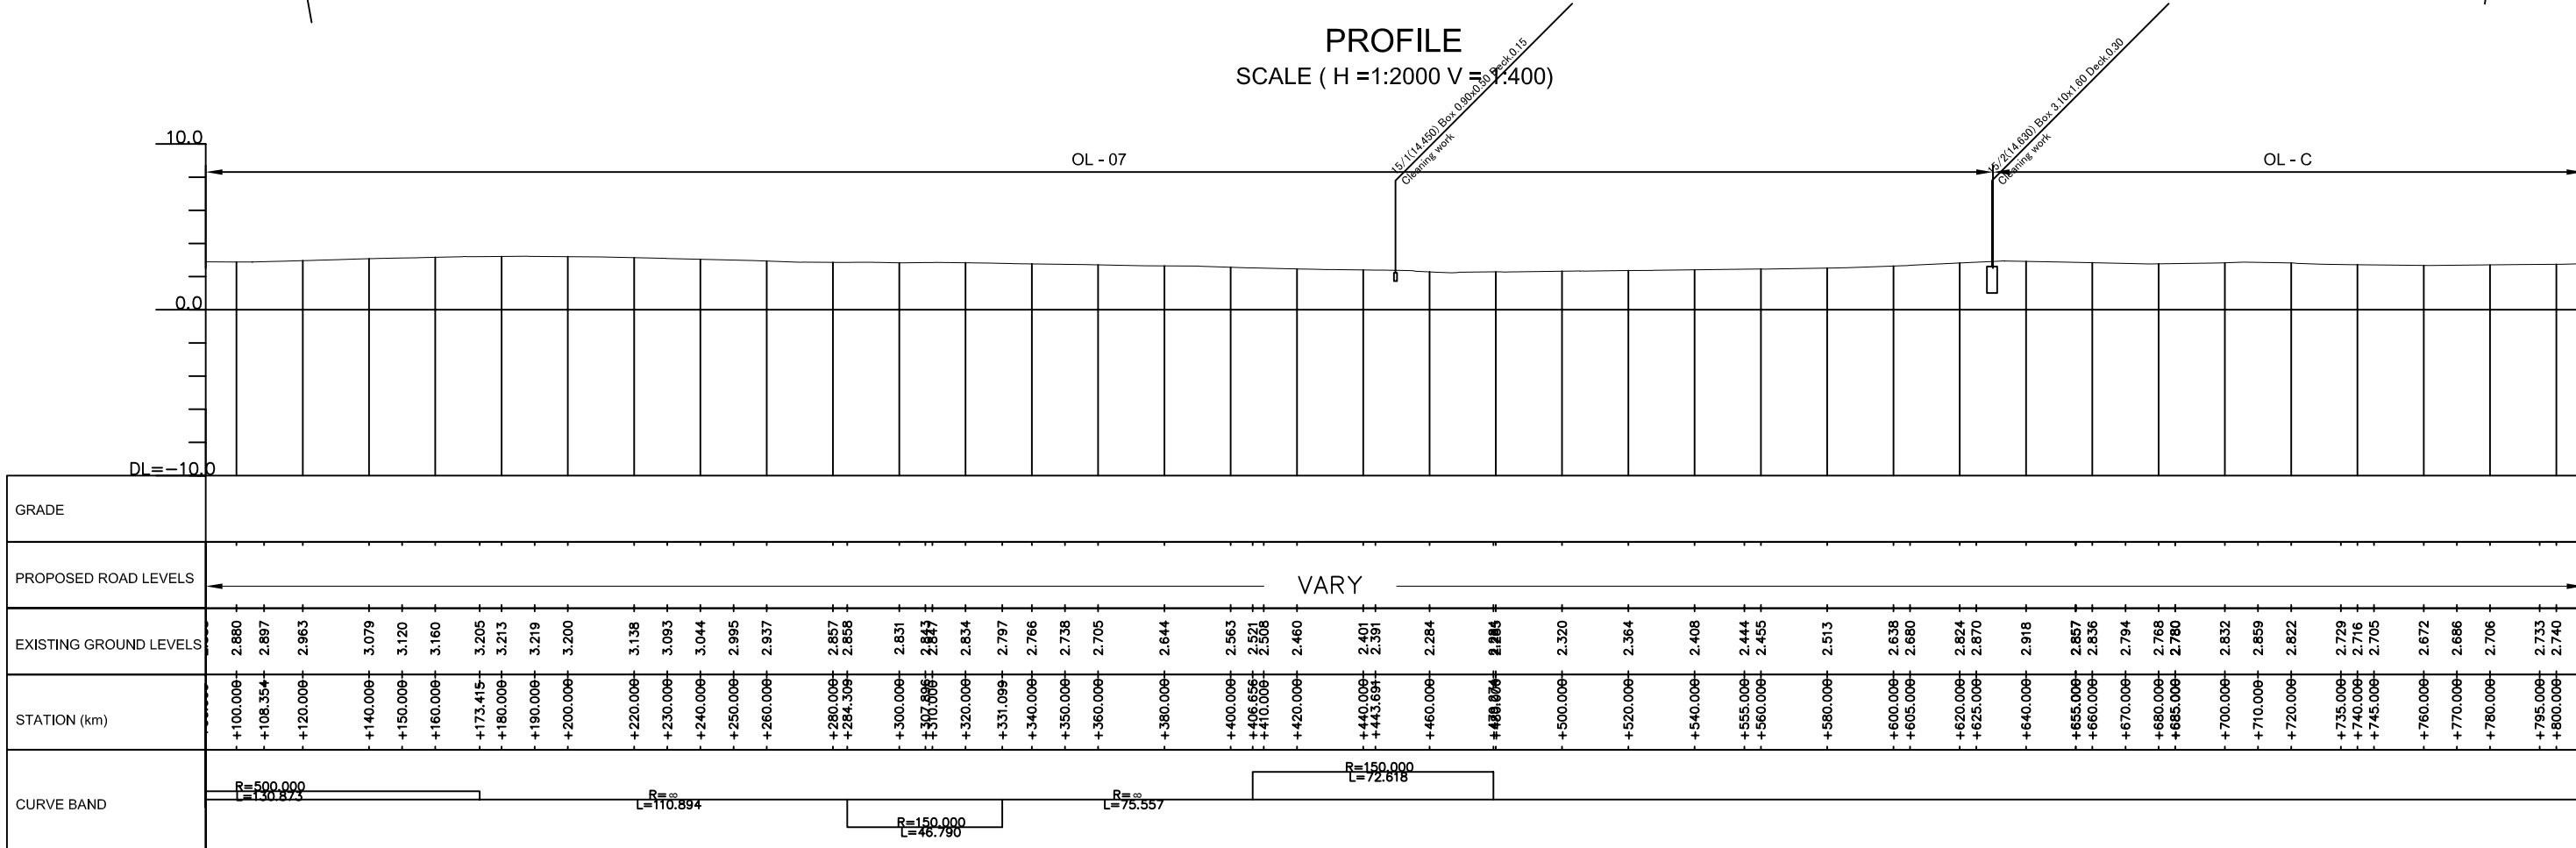 PROFILE
SCALE ( H =1:2000 V = 1:400)
15/1(14.450) Box 0.90x0.50 Deck:0.15
Cleaning work
15/2(14.630) Box 3.10x1.60 Deck:0.30
Cleaning work
10.0
OL - 07
OL - C
0.0
DL=-10.0
GRADE
PROPOSED ROAD LEVELS
VARY
EXISTING GROUND LEVELS
2.880 2.897 2.963 3.079 3.120 3.160 3.205 3.213 3.219 3.200 3.138 3.093 3.044 2.995 2.937 2.857 2.858 2.831 2.843 2.847 2.834 2.797 2.766 2.738 2.705 2.644 2.563 2.521 2.508 2.460 2.401 2.391 2.284 2.285 2.320 2.364 2.408 2.444 2.455 2.513 2.638 2.680 2.824 2.870 2.918 2.857 2.836 2.794 2.768 2.780 2.832 2.859 2.822 2.729 2.716 2.705 2.672 2.686 2.706 2.733 2.740
STATION (km)
+100.000 +108.354 +120.000 +140.000 +150.000 +160.000 +173.415 +180.000 +190.000 +200.000 +220.000 +230.000 +240.000 +250.000 +260.000 +280.000 +284.309 +300.000 +307.896 +310.000 +320.000 +331.099 +340.000 +350.000 +360.000 +380.000 +400.000 +406.656 +410.000 +420.000 +440.000 +443.691 +460.000 +479.274 +480.000 +500.000 +520.000 +540.000 +555.000 +560.000 +580.000 +600.000 +605.000 +620.000 +625.000 +640.000 +655.000 +660.000 +670.000 +680.000 +685.000 +700.000 +710.000 +720.000 +735.000 +740.000 +745.000 +760.000 +770.000 +780.000 +795.000 +800.000
CURVE BAND
R=500.000
L=130.873
R=∞
L=110.894
R=150.000
L=46.790
R=∞
L=75.557
R=150.000
L=72.618